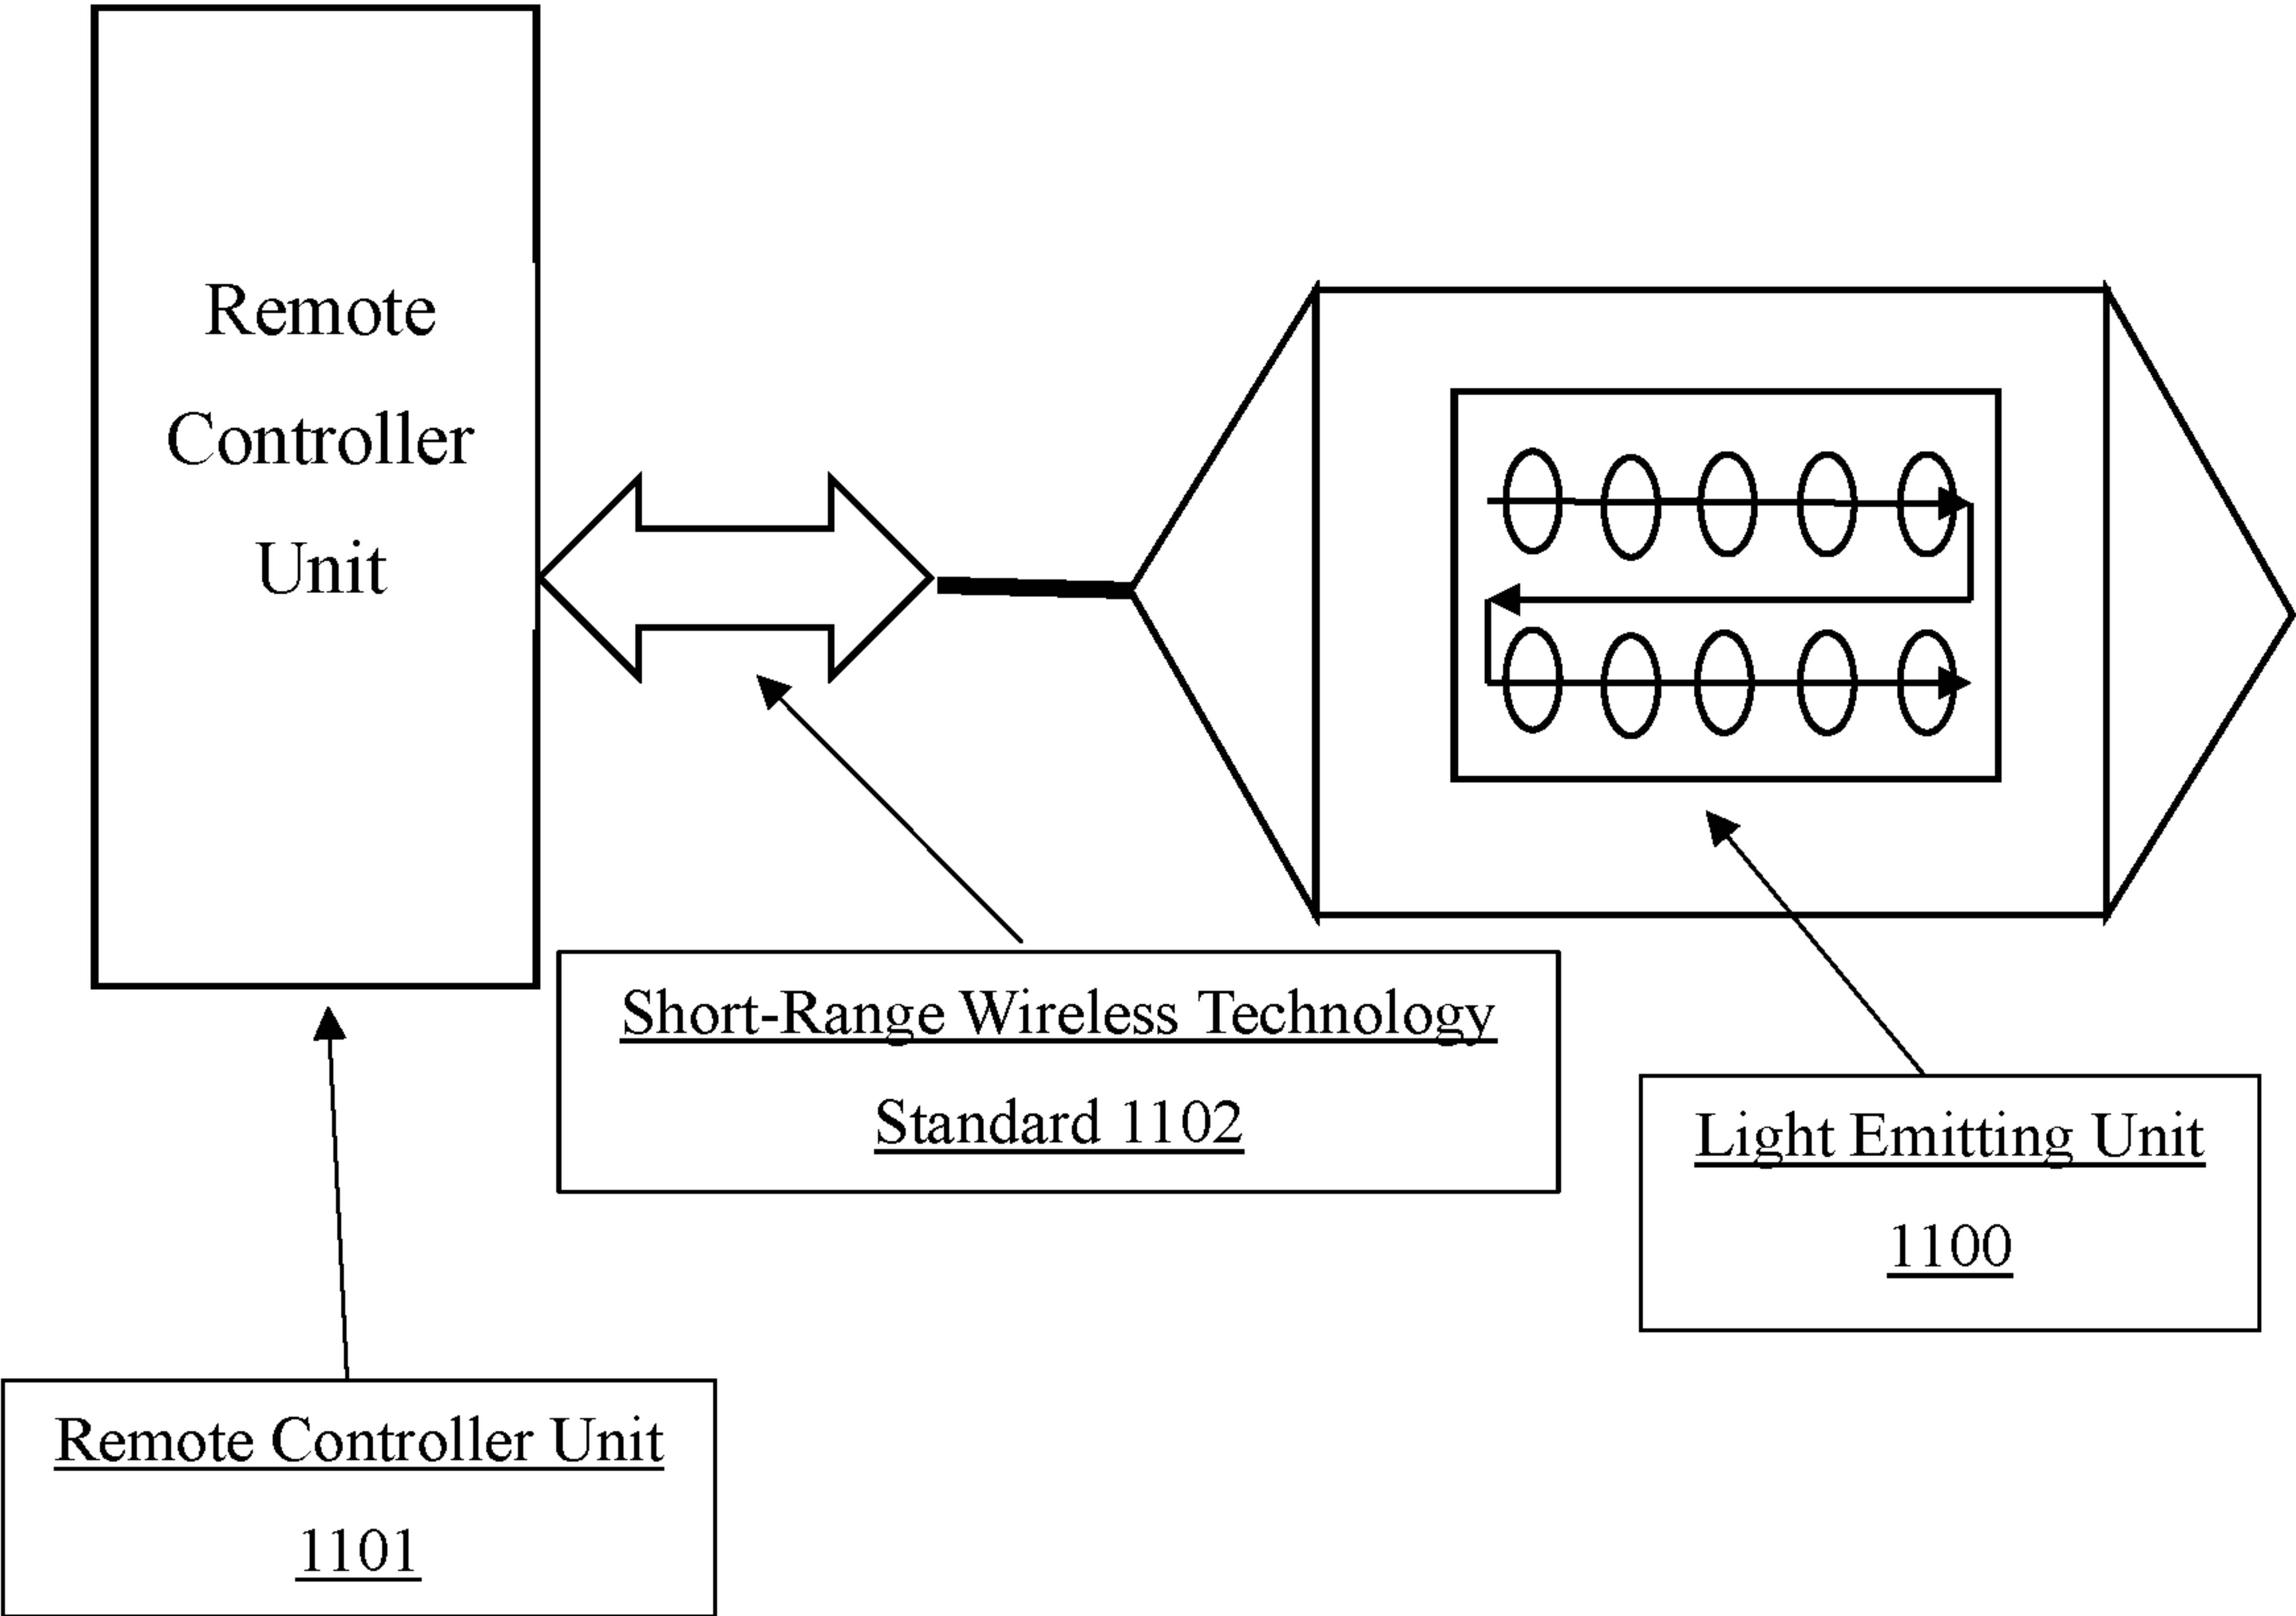 Remote
Controller
Unit
Short-Range Wireless Technology
Standard 1102
Light Emitting Unit
1100
Remote Controller Unit
1101